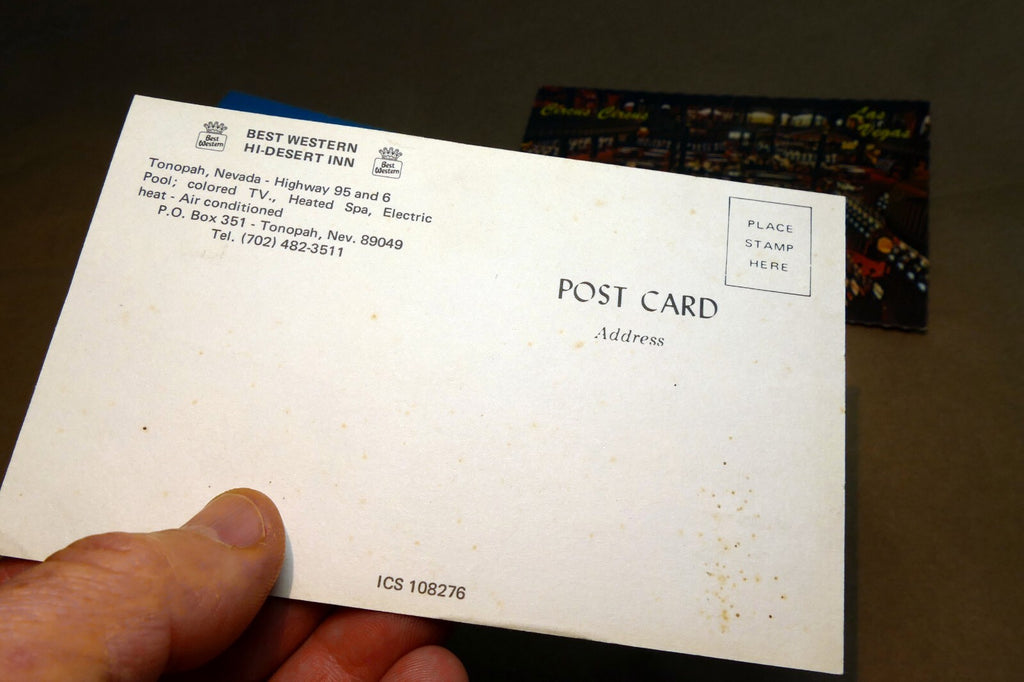 Circus Circus
Las
Vegas
Best
Western
BEST WESTERN
HI-DESERT INN
Best
Western
Tonopah, Nevada - Highway 95 and 6
Pool; colored TV., Heated Spa, Electric
heat - Air conditioned
P.O. Box 351 - Tonopah, Nev. 89049
Tel. (702) 482-3511
PLACE
STAMP
HERE
POST CARD
Address
ICS 108276